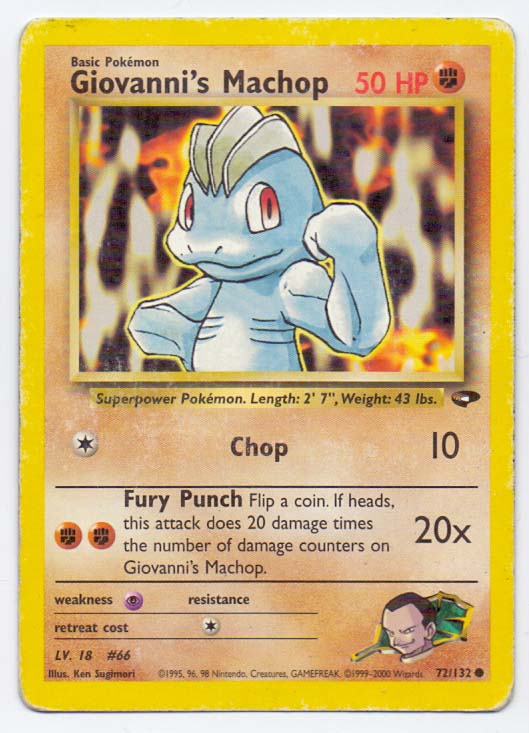 Basic Pokémon
Giovanni's Machop 50 HP
Superpower Pokémon. Length: 2' 7", Weight: 43 lbs.
Chop 10
Fury Punch Flip a coin. If heads,
this attack does 20 damage times
the number of damage counters on
Giovanni's Machop.
20x
weakness resistance
retreat cost
LV. 18 #66
Illus. Ken Sugimori ©1995, 96, 98 Nintendo, Creatures, GAMEFREAK. ©1999-2000 Wizards. 72/132